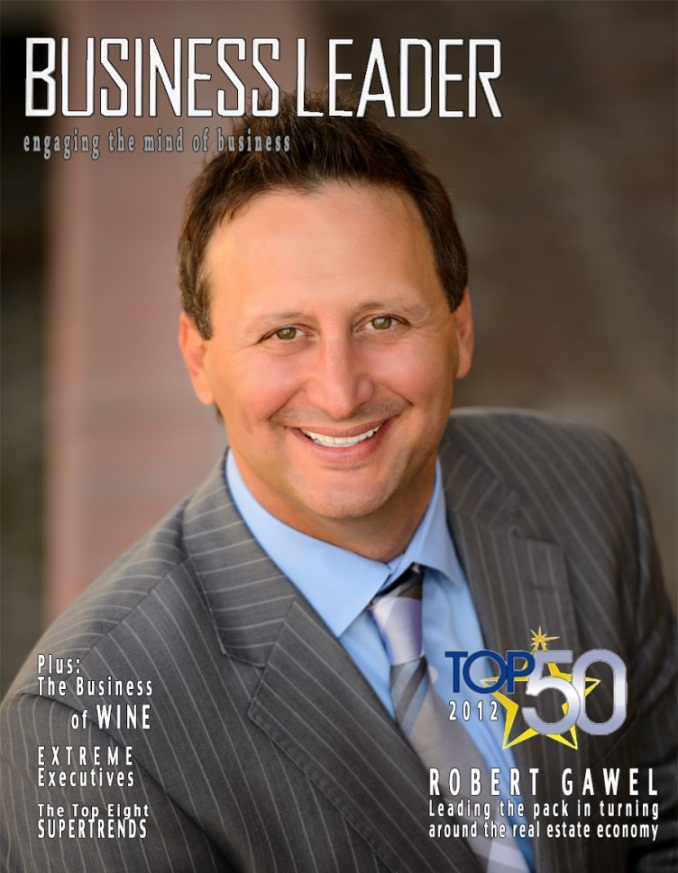 BUSINESS LEADER
engaging the mind of business
Plus:
The Business
of WINE
EXTREME
Executives
The Top Eight
SUPERTRENDS
TOP 50
2012
ROBERT GAWEL
Leading the pack in turning
around the real estate economy